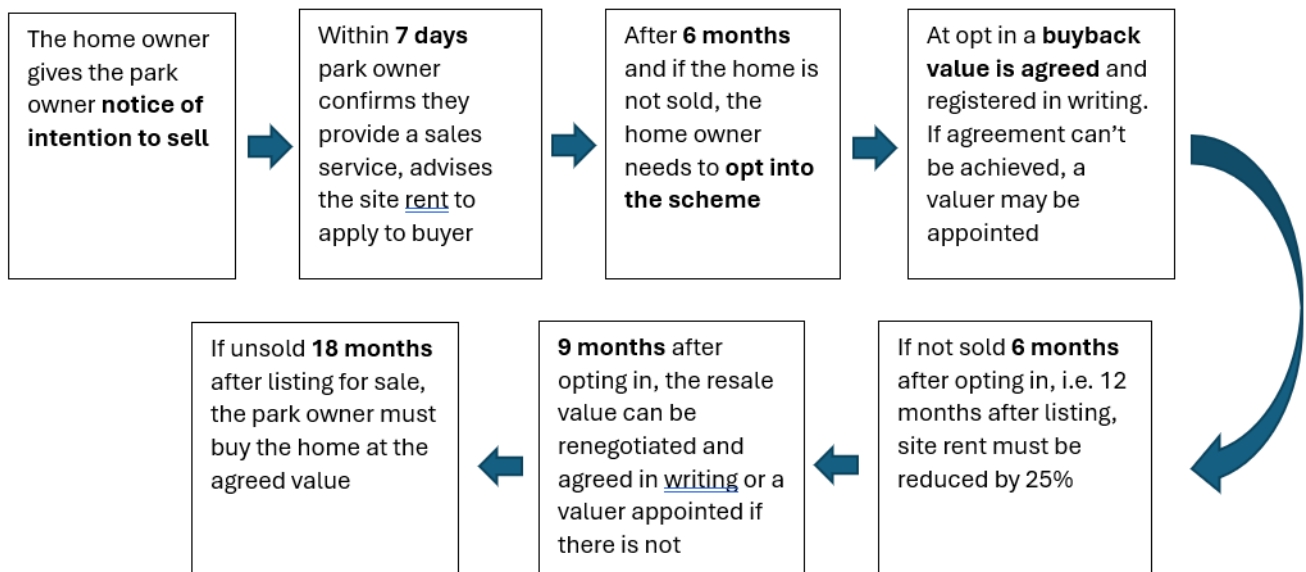 The home owner
gives the park
owner notice of
intention to sell
Within 7 days
park owner
confirms they
provide a sales
service, advises
the site rent to
apply to buyer
After 6 months
and if the home is
not sold, the
home owner
needs to opt into
the scheme
At opt in a buyback
value is agreed and
registered in writing.
If agreement can’t
be achieved, a
valuer may be
appointed
If not sold 6 months
after opting in, i.e. 12
months after listing,
site rent must be
reduced by 25%
9 months after
opting in, the resale
value can be
renegotiated and
agreed in writing or a
valuer appointed if
there is not
If unsold 18 months
after listing for sale,
the park owner must
buy the home at the
agreed value